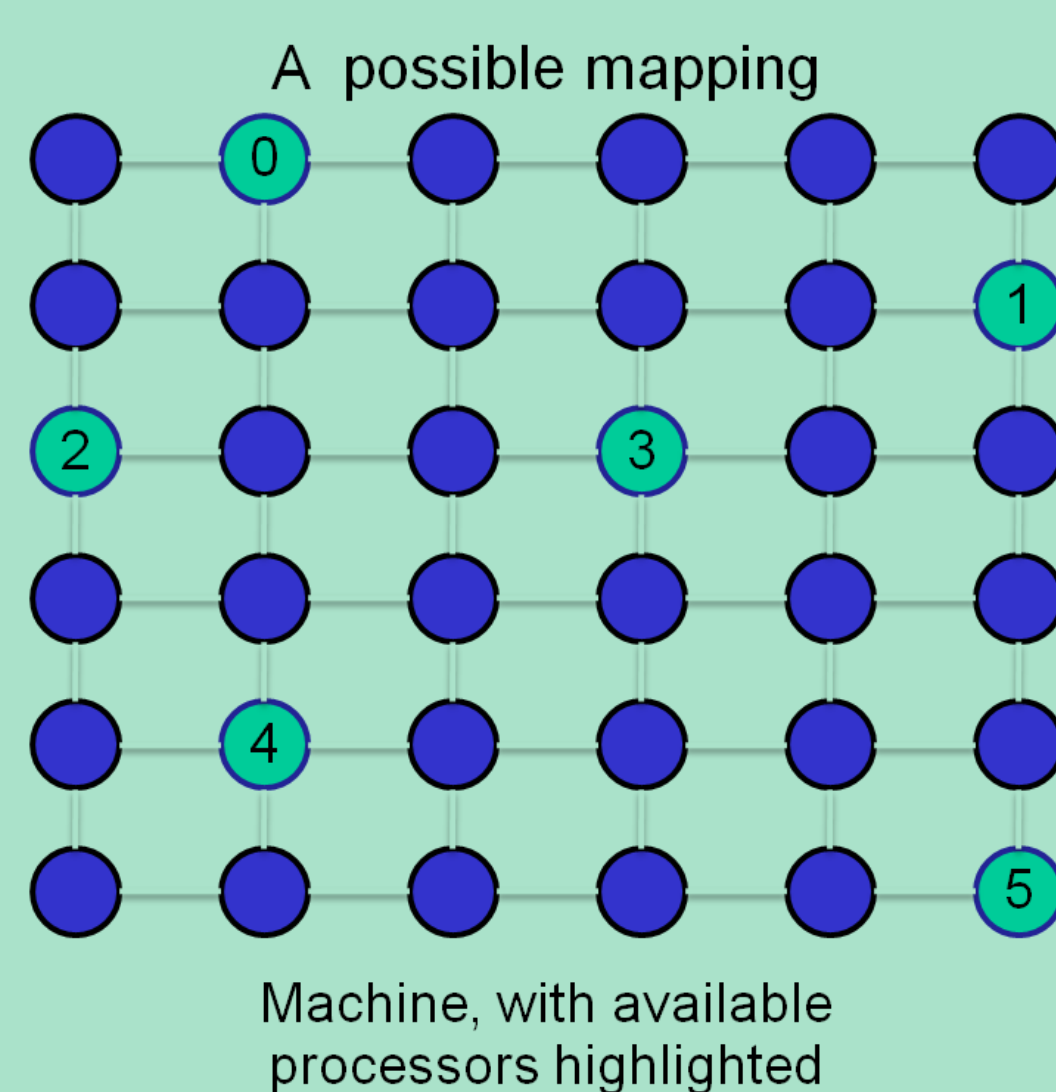 A possible mapping
0
1
2 3
4
5
Machine, with available
processors highlighted